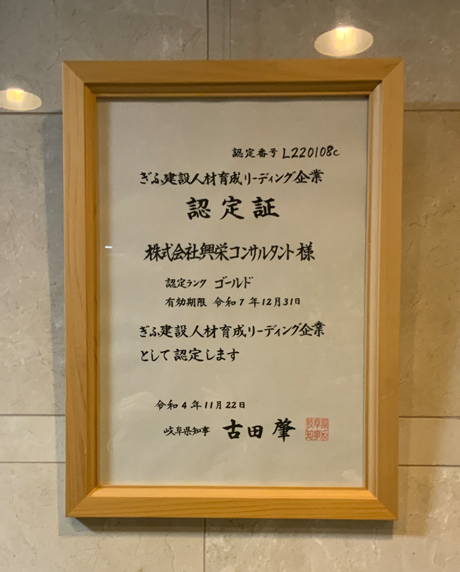 認定番号 L220108c
ぎふ建設人材育成リーディング企業
認定証
株式会社興栄コンサルタント様
認定ランク ゴールド
有効期限 令和7年12月31日
ぎふ建設人材育成リーディング企業
として認定します
令和4年11月22日
岐阜県知事 古田肇